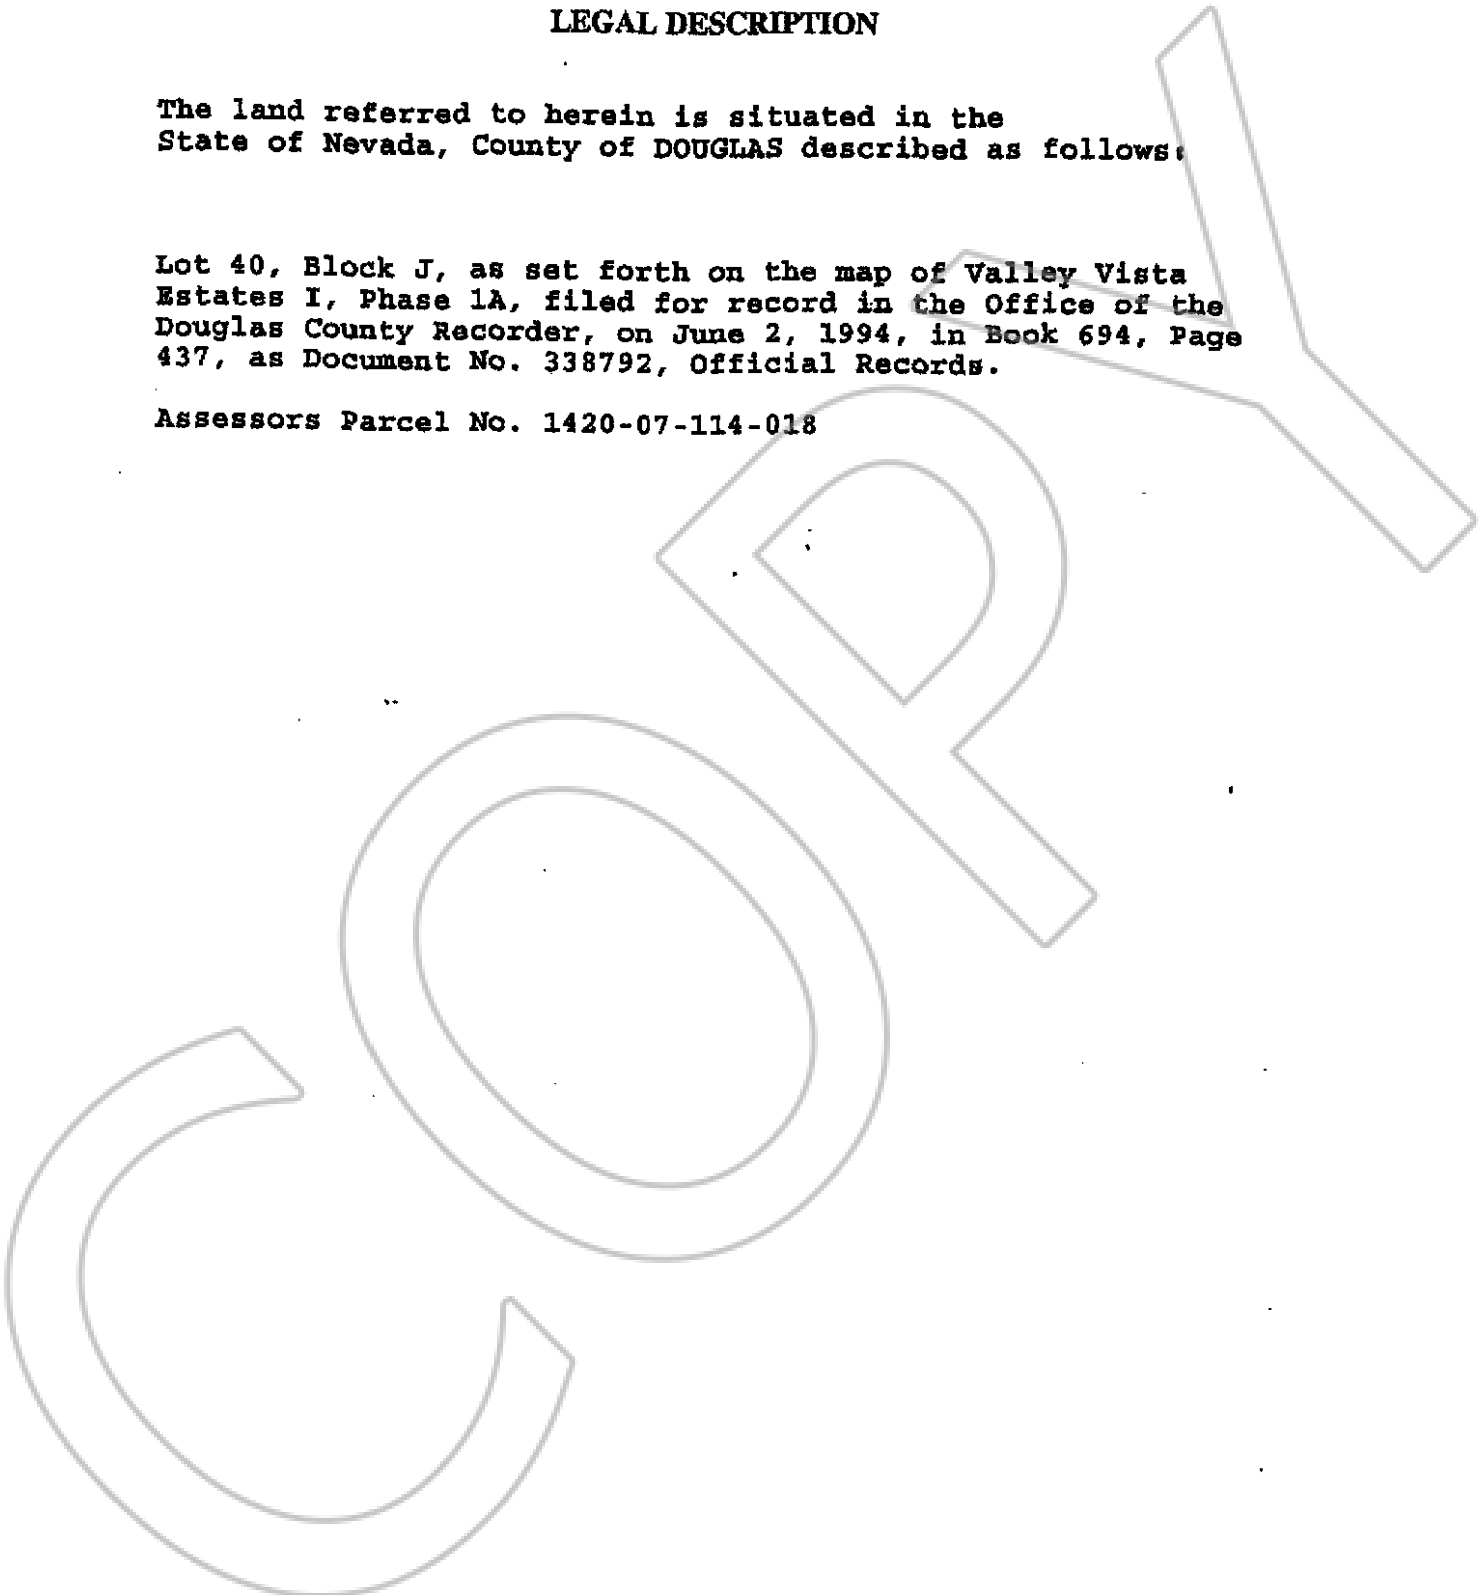 LEGAL DESCRIPTION
The land referred to herein is situated in the
State of Nevada, County of DOUGLAS described as follows:
Lot 40, Block J, as set forth on the map of Valley Vista
Estates I, Phase 1A, filed for record in the Office of the
Douglas County Recorder, on June 2, 1994, in Book 694, Page
437, as Document No. 338792, Official Records.
Assessors Parcel No. 1420-07-114-018
COPY